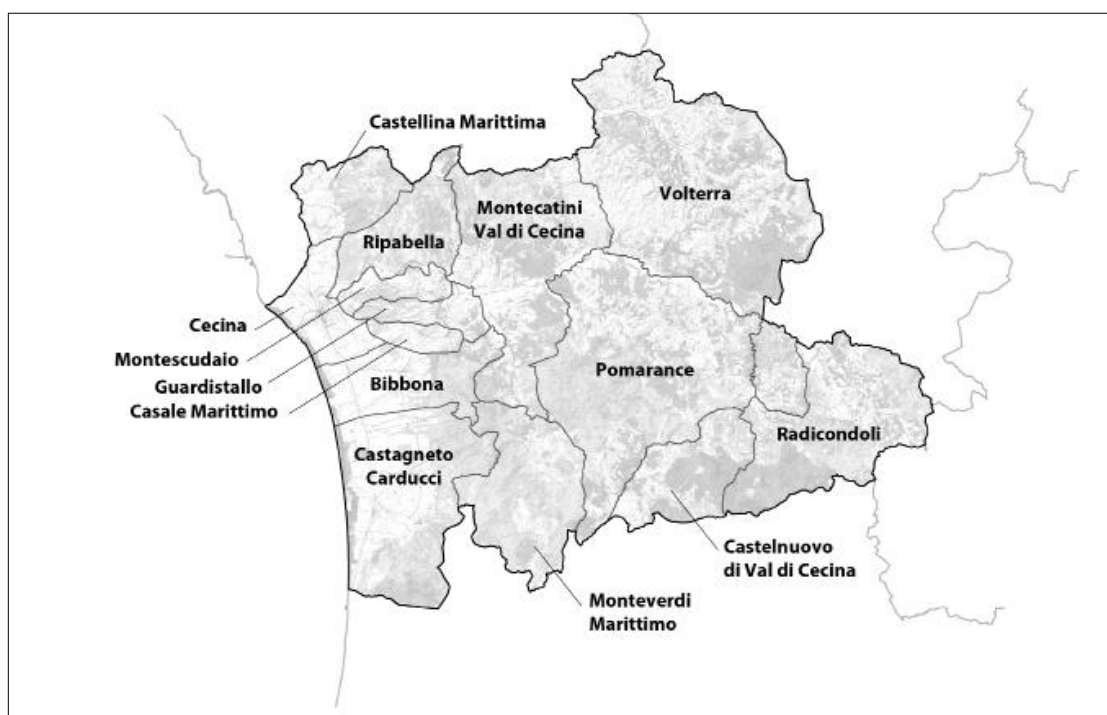 Castellina Marittima
Volterra
Montecatini
Val di Cecina
Ripabella
Cecina
Montescudaio
Guardistallo
Casale Marittimo
Bibbona
Pomarance
Radicondoli
Castagneto
Carducci
Castelnuovo
di Val di Cecina
Monteverdi
Marittimo